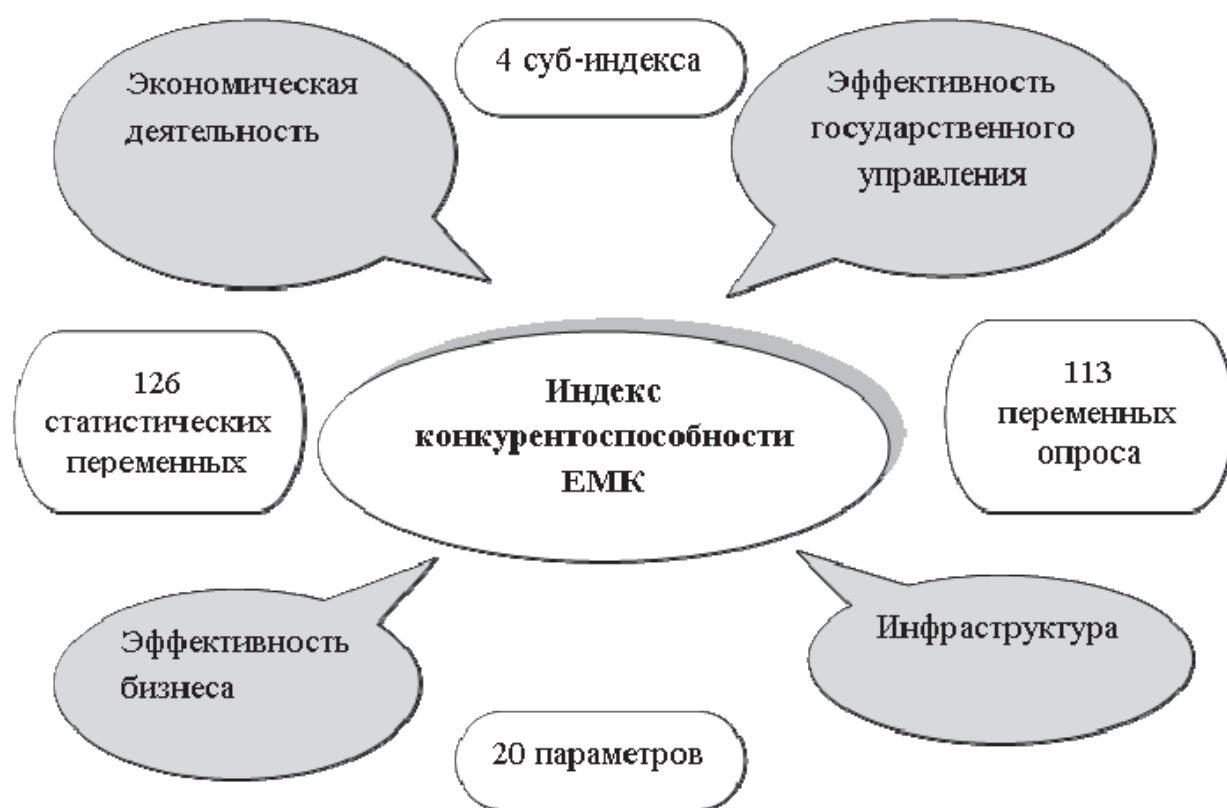 4 суб-индекса
Экономическая
деятельность
Эффективность
государственного
управления
126
статистических
переменных
Индекс
конкурентоспособности
ЕМК
113
переменных
опроса
Эффективность
бизнеса
Инфраструктура
20 параметров